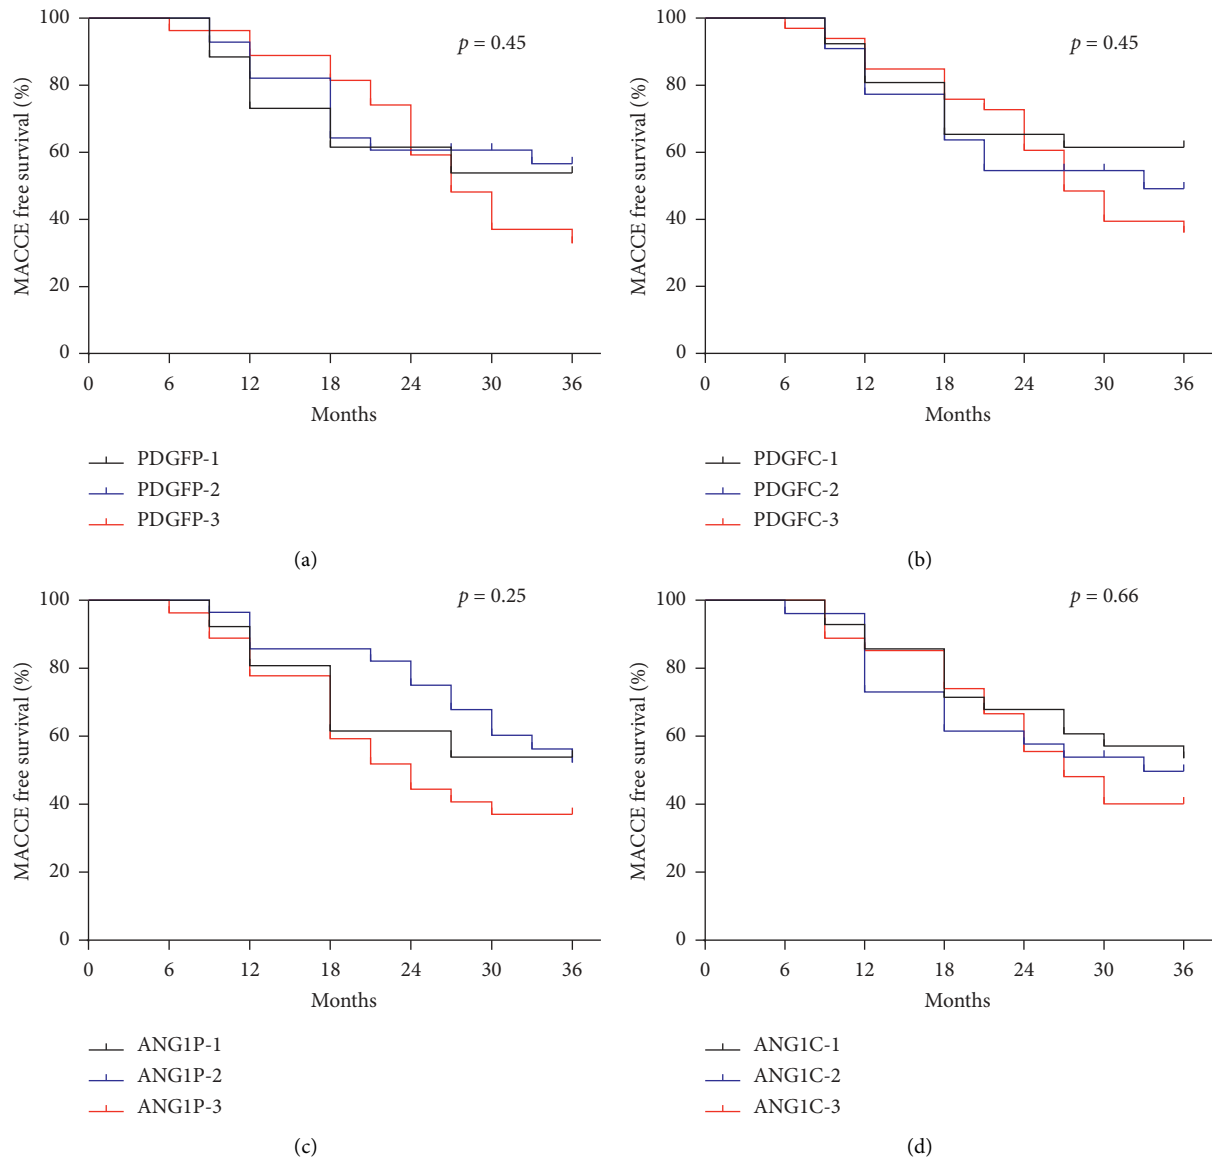 p = 0.45
MACCE free survival (%)
100
80
60
40
20
0
0 6 12 18 24 30 36
Months
PDGFP-1
PDGFP-2
PDGFP-3
(a)
p = 0.45
MACCE free survival (%)
100
80
60
40
20
0
0 6 12 18 24 30 36
Months
PDGFC-1
PDGFC-2
PDGFC-3
(b)
p = 0.25
MACCE free survival (%)
100
80
60
40
20
0
0 6 12 18 24 30 36
Months
ANG1P-1
ANG1P-2
ANG1P-3
(c)
p = 0.66
MACCE free survival (%)
100
80
60
40
20
0
0 6 12 18 24 30 36
Months
ANG1C-1
ANG1C-2
ANG1C-3
(d)